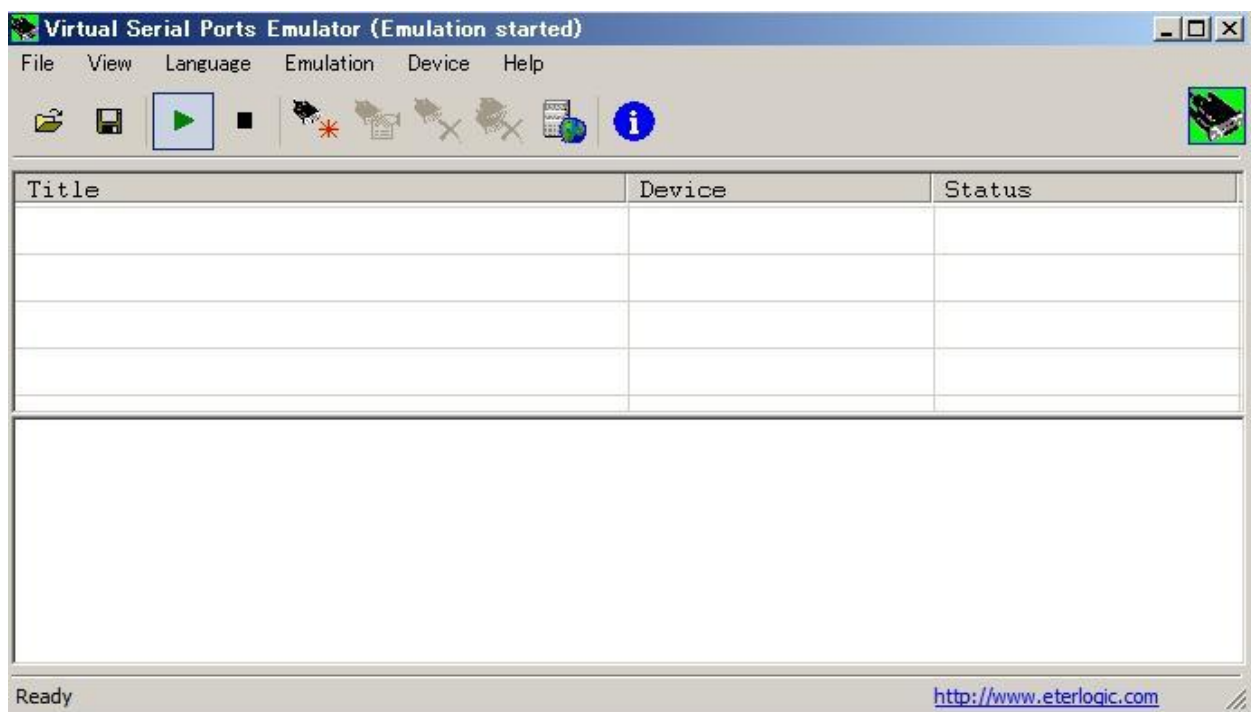 Virtual Serial Ports Emulator (Emulation started)
File View Language Emulation Device Help
Title Device Status
Ready http://www.eterlogic.com